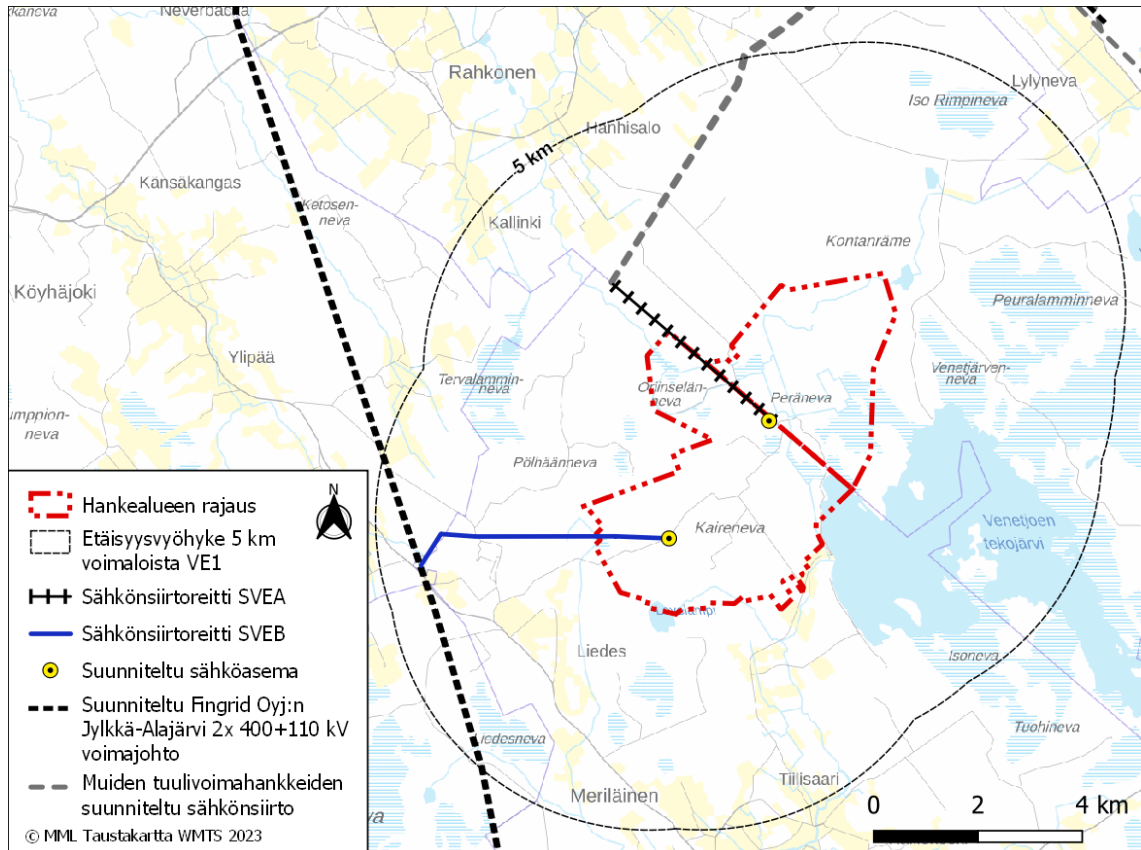 Neverbacka
Rahkonen
Lylyneva
Iso Rimpineva
Hanhisalo
5 km
Kansakangas
Ketosen-
neva
Kallinki
Kontanräme
Köyhäjoki
Peuralamminneva
Ylipää
Tervalammin-
neva
Orinselän-
neva
Peräneva
Venetjärven-
neva
umppion-
neva
Pölhäänneva
Kaireneva
Venetjoen
tekojärvi
Liedes
Isoneva
Tuohineva
Liedesneva
Tiilisaari
Meriläinen
N
Hankealueen rajaus
Etäisyysvyöhyke 5 km
voimaloista VE1
Sähkönsiirtoreitti SVEA
Sähkönsiirtoreitti SVEB
Suunniteltu sähköasema
Suunniteltu Fingrid Oyj:n
Jylkkä-Alajärvi 2x 400+110 kV
voimajohto
Muiden tuulivoimahankkeiden
suunniteltu sähkönsiirto
© MML Taustakartta WMTS 2023
0 2 4 km